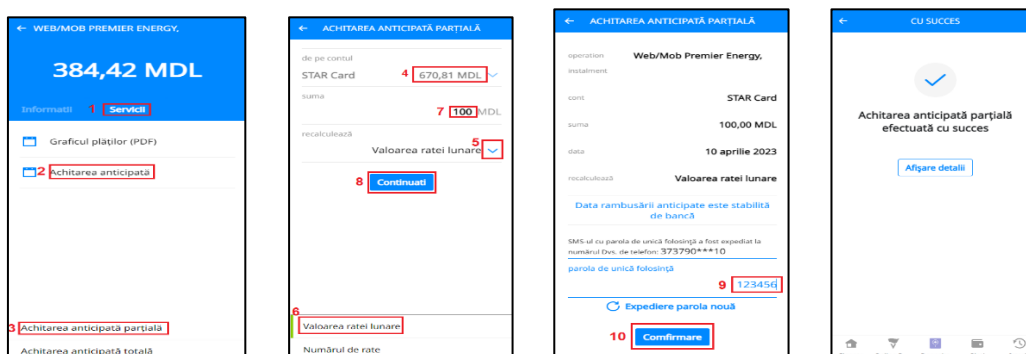 ← WEB/MOB PREMIER ENERGY,
384,42 MDL
Informatii 1 Servicii
Graficul plăților (PDF)
2 Achitarea anticipată
3 Achitarea anticipată parțială
Achitarea anticipată totală
← ACHITAREA ANTICIPATĂ PARȚIALĂ
de pe contul
STAR Card 4 670,81 MDL
suma
7 100 MDL
recalculează
5
Valoarea ratei lunare
8 Continuati
6
Valoarea ratei lunare
Numărul de rate
← ACHITAREA ANTICIPATĂ PARȚIALĂ
operation Web/Mob Premier Energy,
instalment
cont STAR Card
suma 100,00 MDL
data 10 aprilie 2023
recalculează Valoarea ratei lunare
Data rambusării anticipate este stabilită
de bancă
SMS-ul cu parola de unică folosință a fost expediat la
numărul Dvs. de telefon: 373790***10
parola de unică folosință
9 123456
Expediere parola nouă
10 Comfirmare
← CU SUCCES
Achitarea anticipată parțială
efectuată cu succes
Afișare detalii